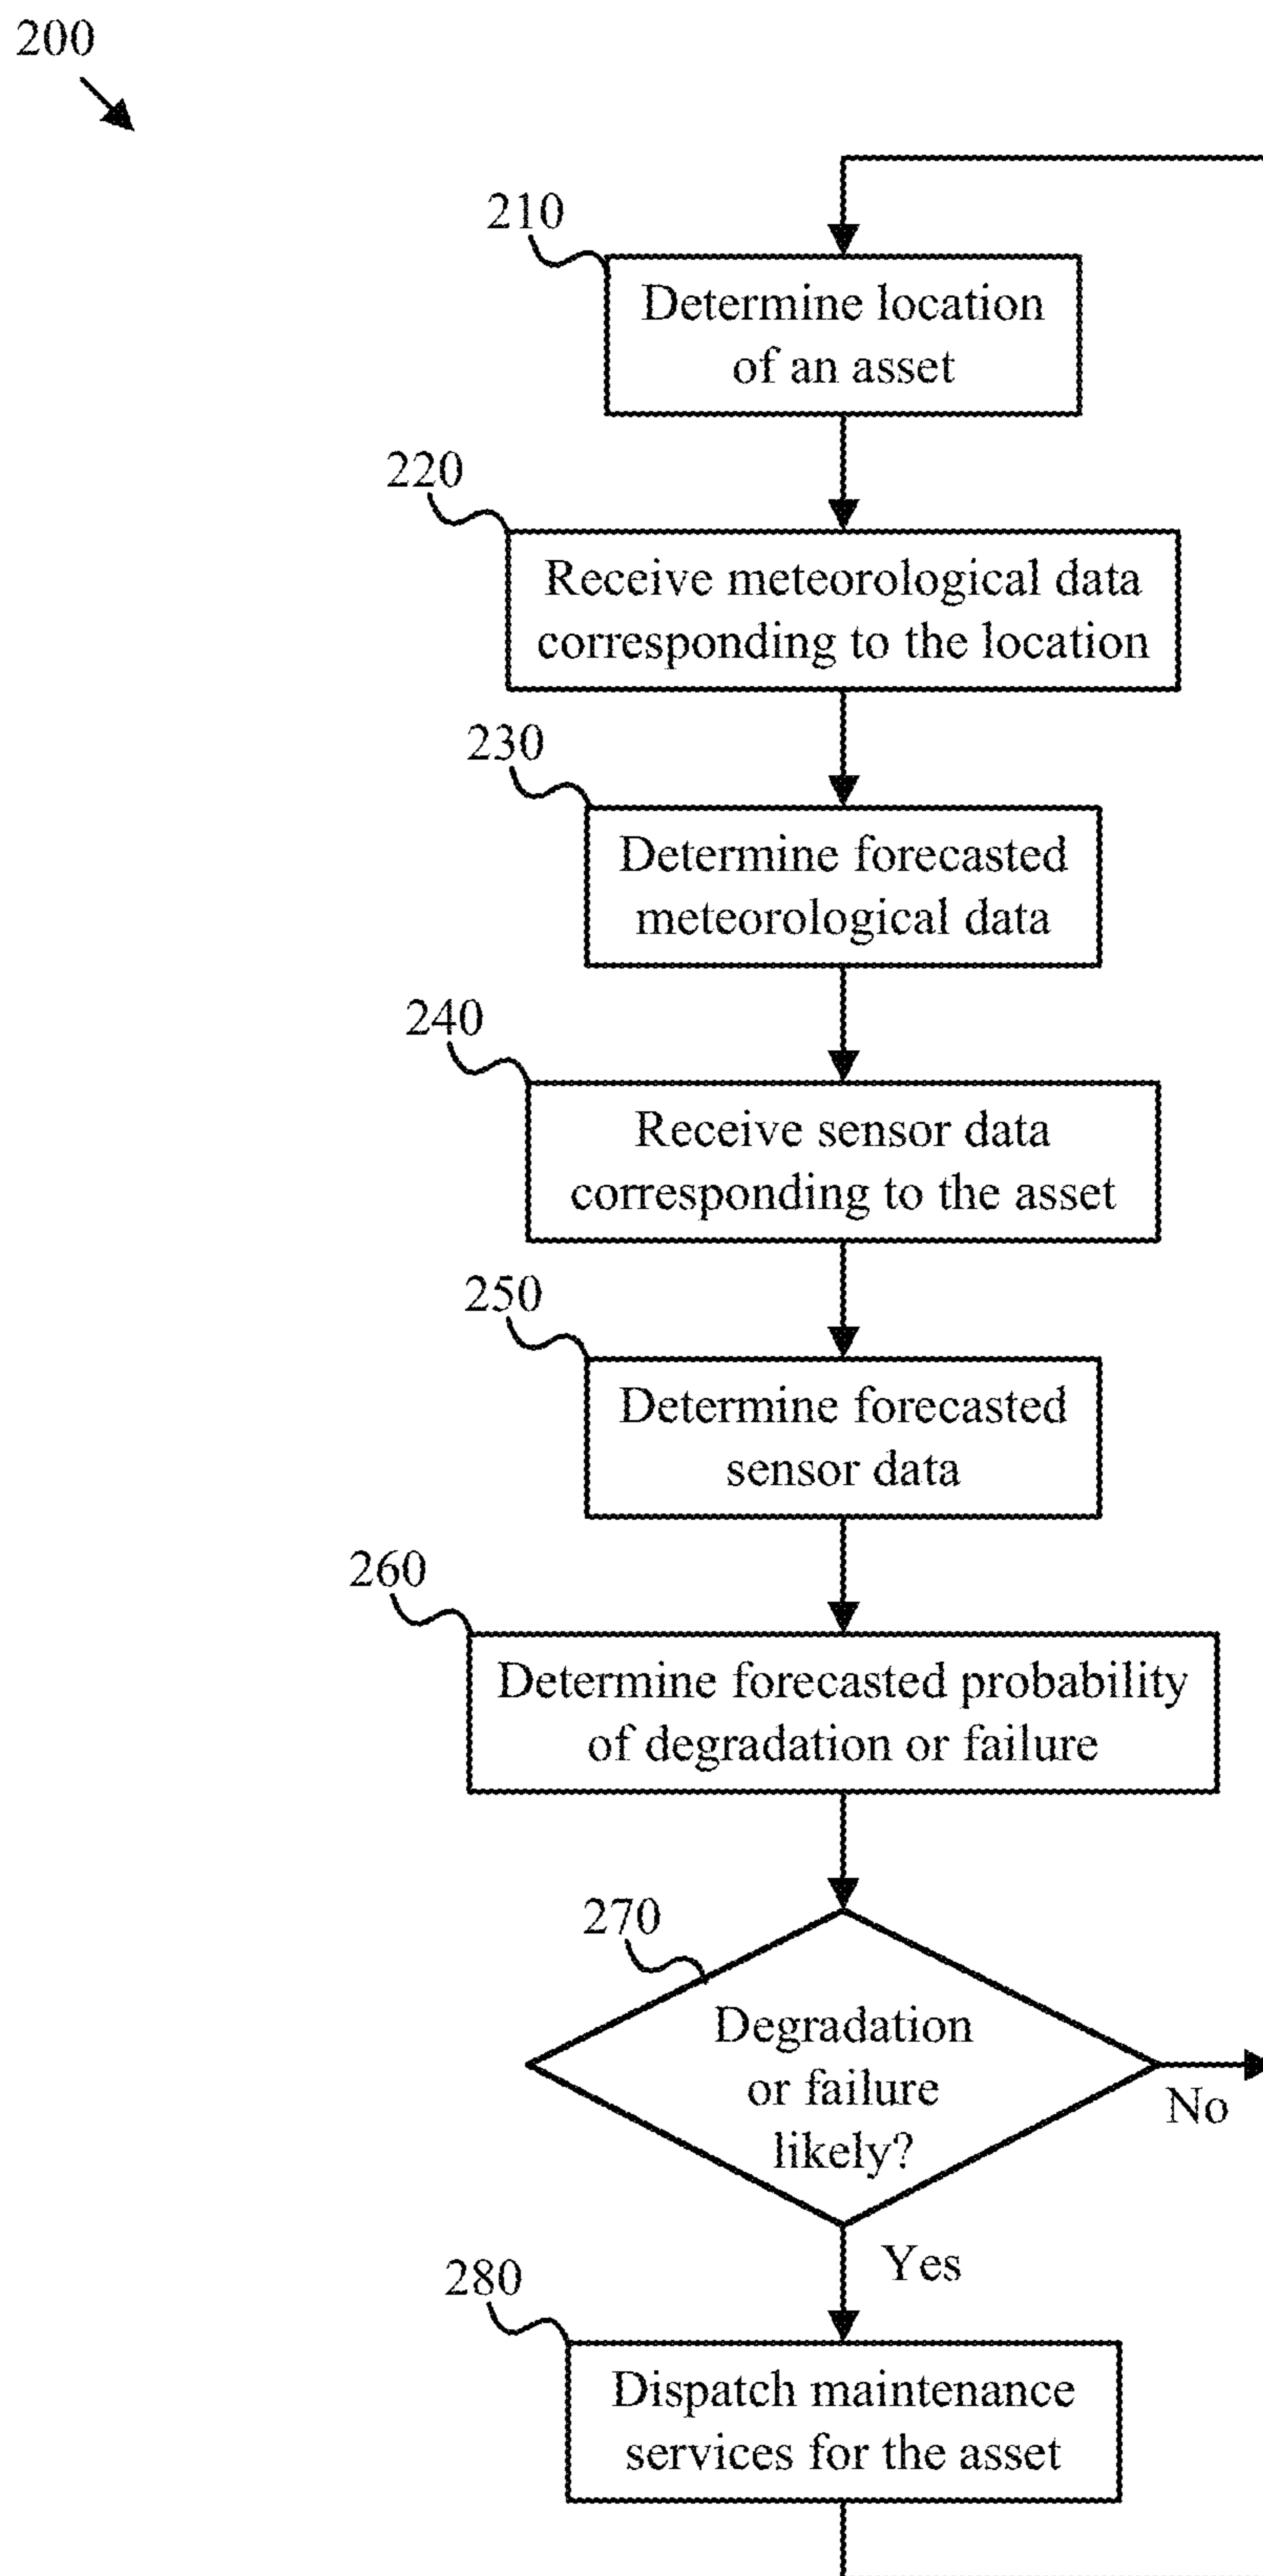 200
210
Determine location
of an asset
220
Receive meteorological data
corresponding to the location
230
Determine forecasted
meteorological data
240
Receive sensor data
corresponding to the asset
250
Determine forecasted
sensor data
260
Determine forecasted probability
of degradation or failure
270
Degradation
or failure
likely?
No
Yes
280
Dispatch maintenance
services for the asset